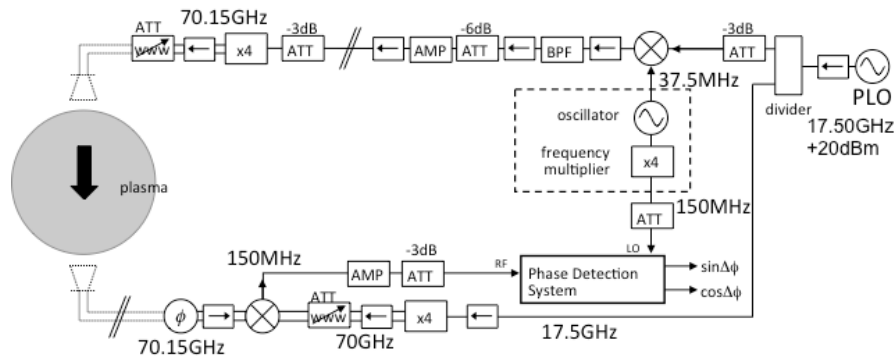 70.15GHz
ATT
-3dB
-6dB
-3dB
www
x4
ATT
AMP
ATT
BPF
ATT
37.5MHz
divider
PLO
17.50GHz
+20dBm
oscillator
frequency
multiplier
x4
plasma
ATT
150MHz
LO
150MHz
-3dB
AMP
ATT
RF
Phase Detection
System
sinΔϕ
cosΔϕ
ATT
ϕ
www
x4
70.15GHz
70GHz
17.5GHz